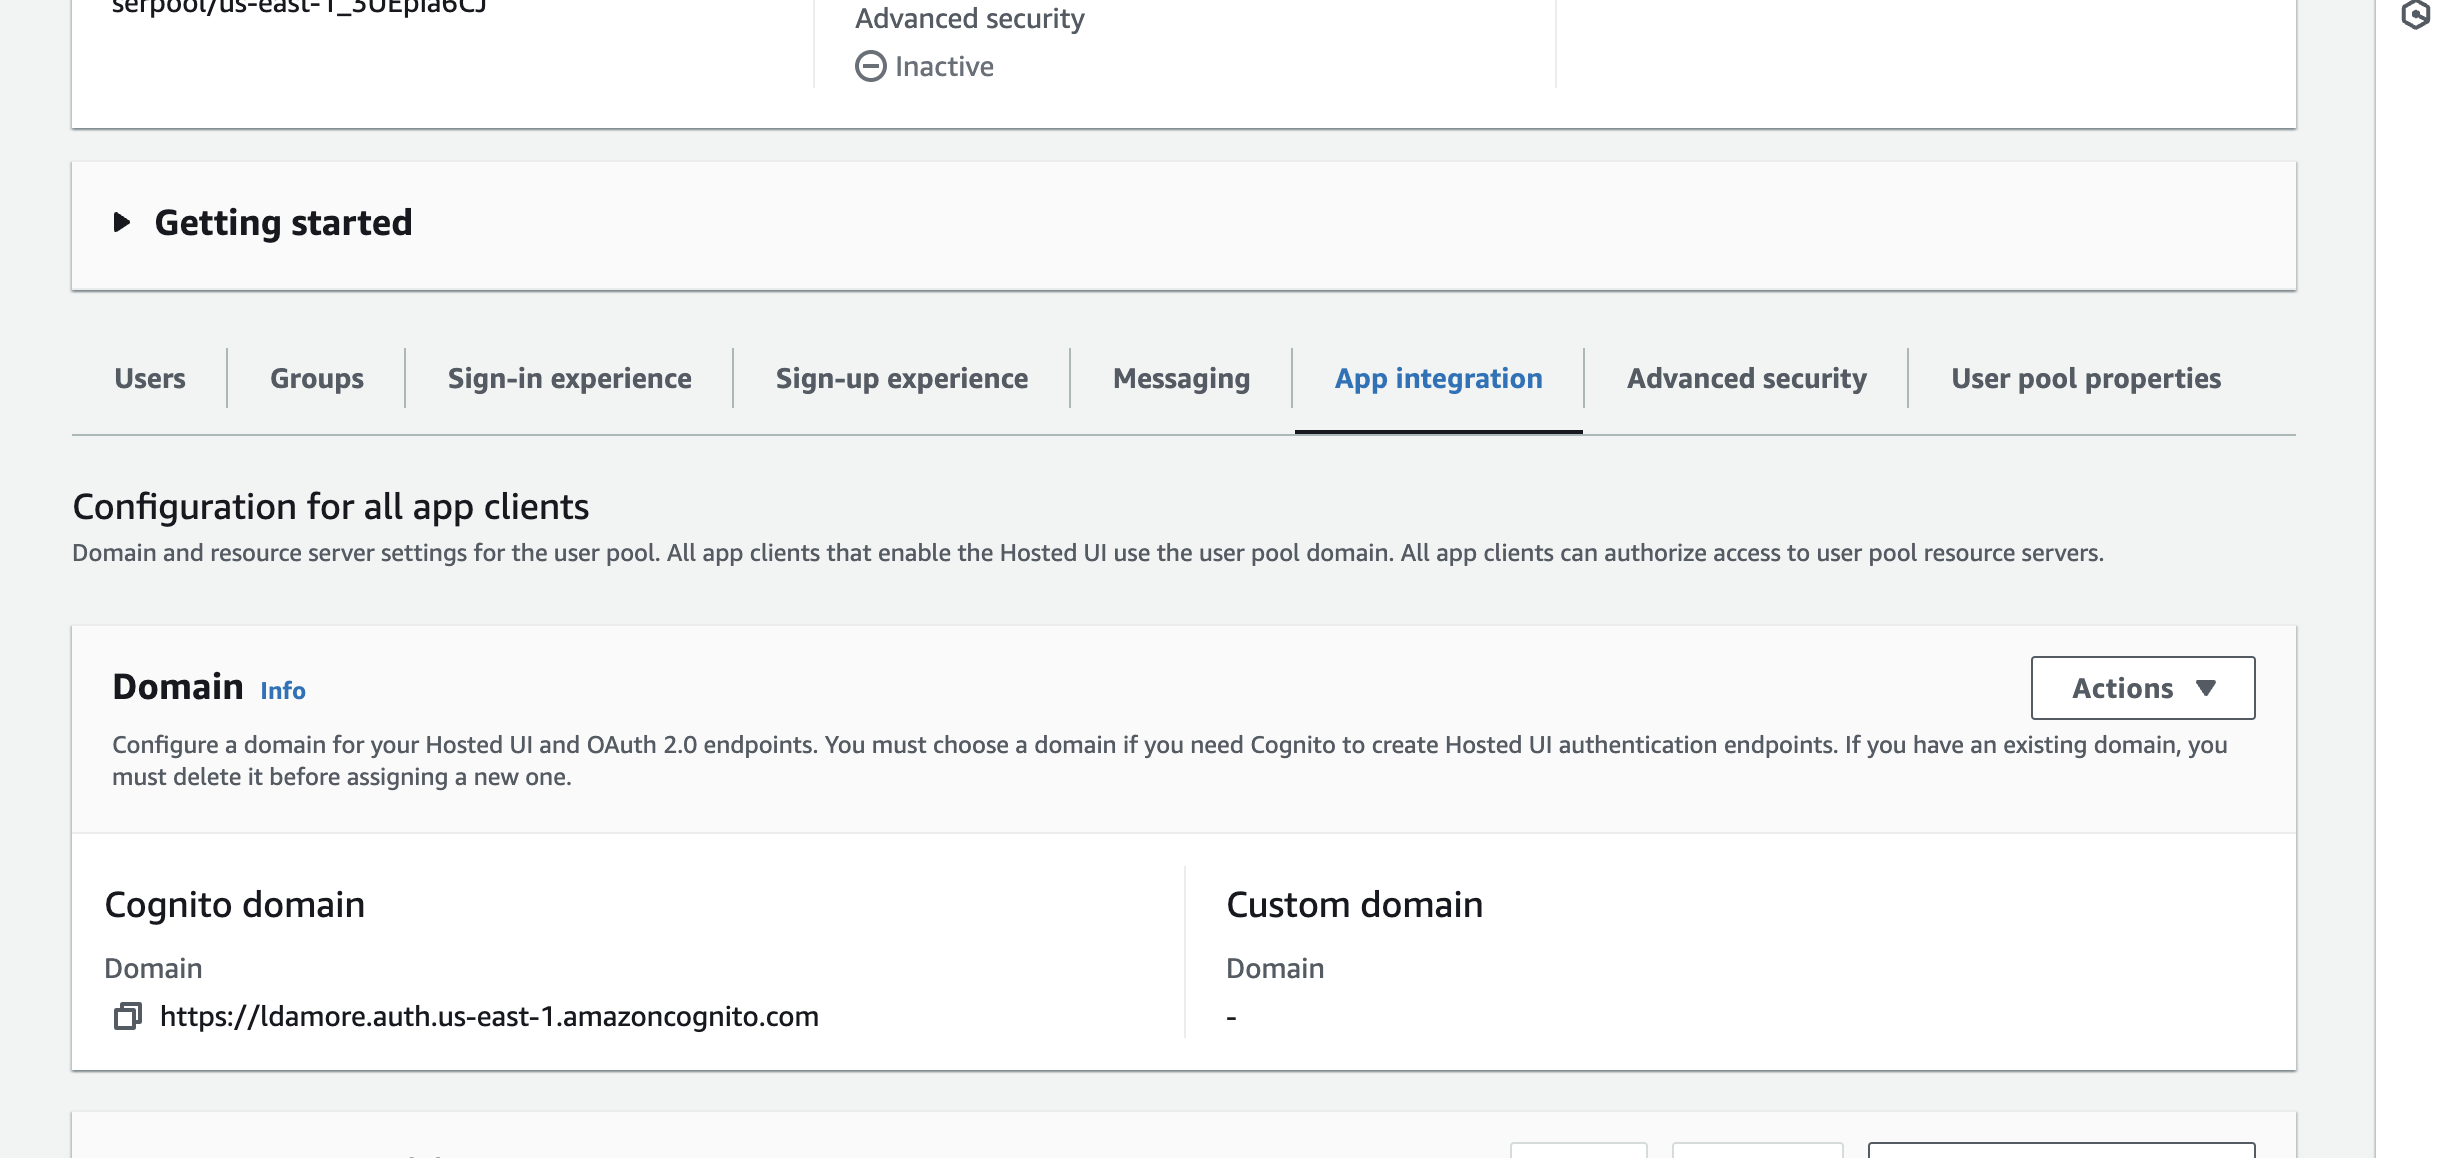 Advanced security
Inactive
Getting started
Users
Groups
Sign-in experience
Sign-up experience
Messaging
App integration
Advanced security
User pool properties
Configuration for all app clients
Domain and resource server settings for the user pool. All app clients that enable the Hosted UI use the user pool domain. All app clients can authorize access to user pool resource servers.
Domain Info
Actions
Configure a domain for your Hosted UI and OAuth 2.0 endpoints. You must choose a domain if you need Cognito to create Hosted UI authentication endpoints. If you have an existing domain, you
must delete it before assigning a new one.
Cognito domain
Domain
https://ldamore.auth.us-east-1.amazoncognito.com
Custom domain
Domain
-